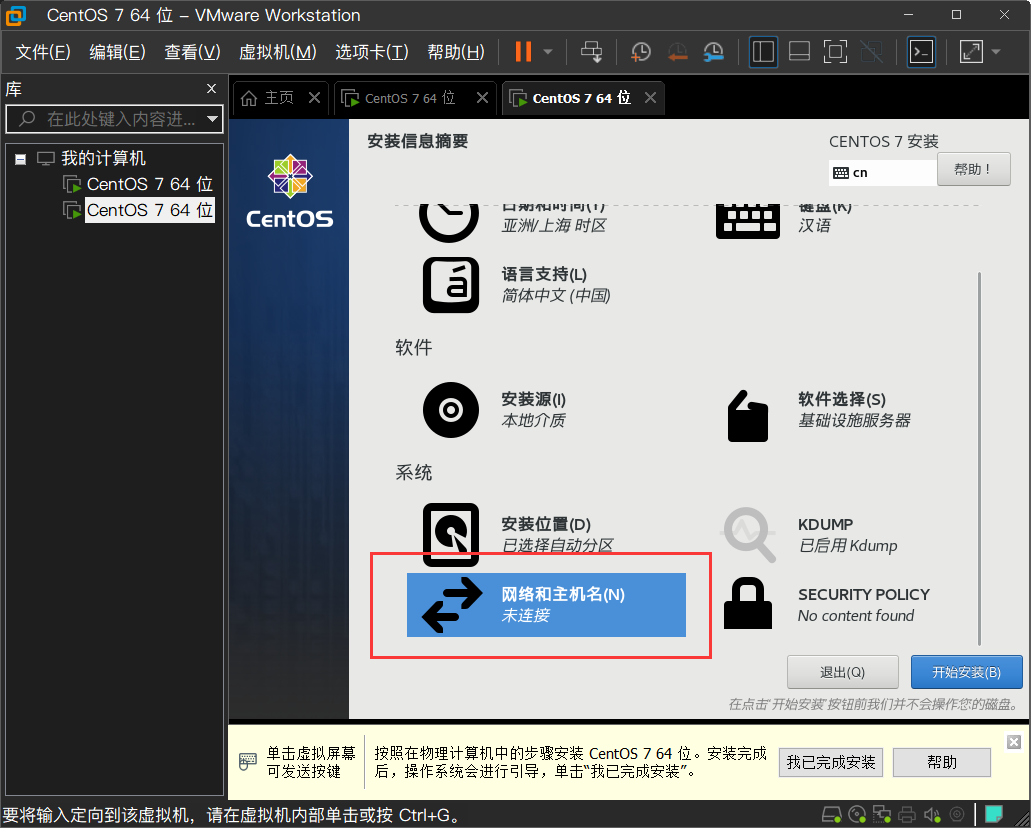 CentOS 7 64 位 – VMware Workstation
文件(F) 编辑(E) 查看(V) 虚拟机(M) 选项卡(T) 帮助(H)
库
在此处键入内容进...
我的计算机
CentOS 7 64 位
CentOS 7 64 位
主页
CentOS 7 64 位
CentOS 7 64 位
CentOS
安装信息摘要
CENTOS 7 安装
cn
帮助！
日期和时间(T)
亚洲/上海 时区
键盘(K)
汉语
á
语言支持(L)
简体中文 (中国)
软件
安装源(I)
本地介质
软件选择(S)
基础设施服务器
系统
安装位置(D)
已选择自动分区
KDUMP
已启用 Kdump
网络和主机名(N)
未连接
SECURITY POLICY
No content found
退出(Q)
开始安装(B)
在点击'开始安装'按钮前我们并不会操作您的磁盘。
单击虚拟屏幕
可发送按键
按照在物理计算机中的步骤安装 CentOS 7 64 位。安装完成
后，操作系统会进行引导，单击“我已完成安装”。
我已完成安装
帮助
要将输入定向到该虚拟机，请在虚拟机内部单击或按 Ctrl+G。